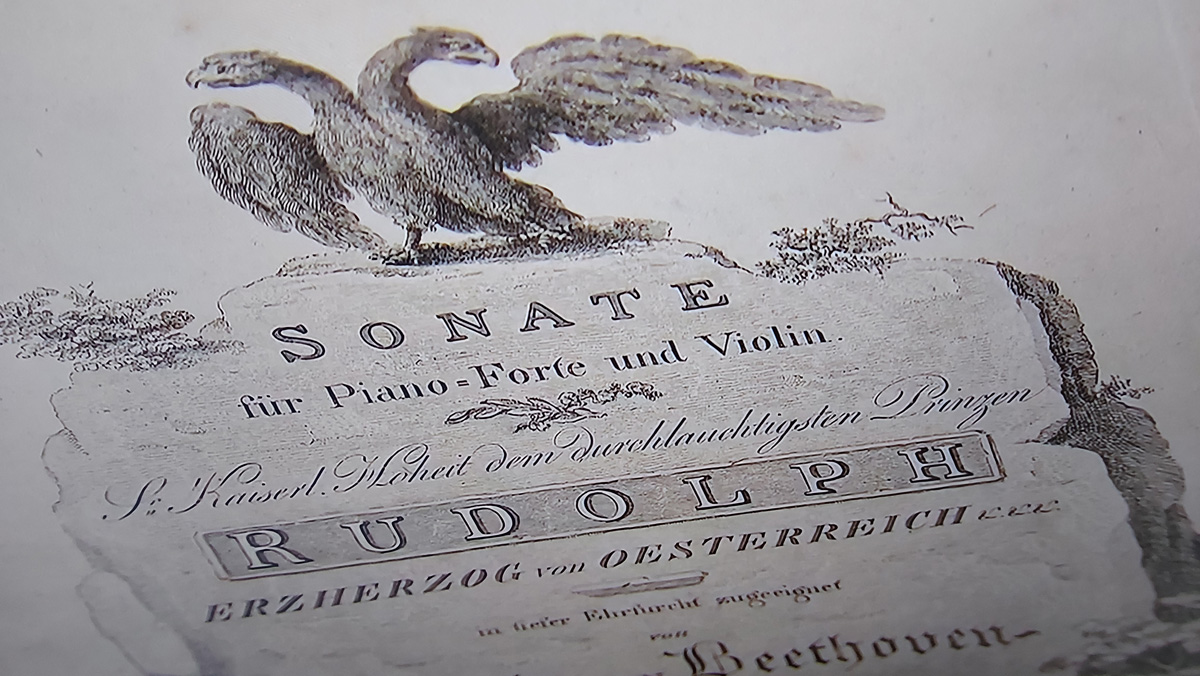 SONATE
für Piano=Forte und Violin.
Sr. Kaiserl. Hoheit dem durchlauchtigsten Prinzen
RUDOLPH
ERZHERZOG von OESTERREICH &.&.&.
in tiefer Ehrfurcht zugeeignet
von
Beethoven